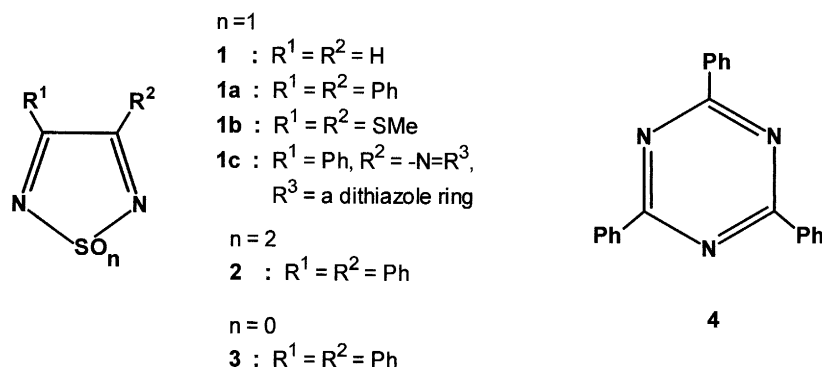 n =1
1 : R¹ = R² = H
1a : R¹ = R² = Ph
1b : R¹ = R² = SMe
1c : R¹ = Ph, R² = -N=R³,
R³ = a dithiazole ring
n = 2
2 : R¹ = R² = Ph
n = 0
3 : R¹ = R² = Ph
R¹ R²
N N
SOn
Ph
N N
Ph N Ph
4